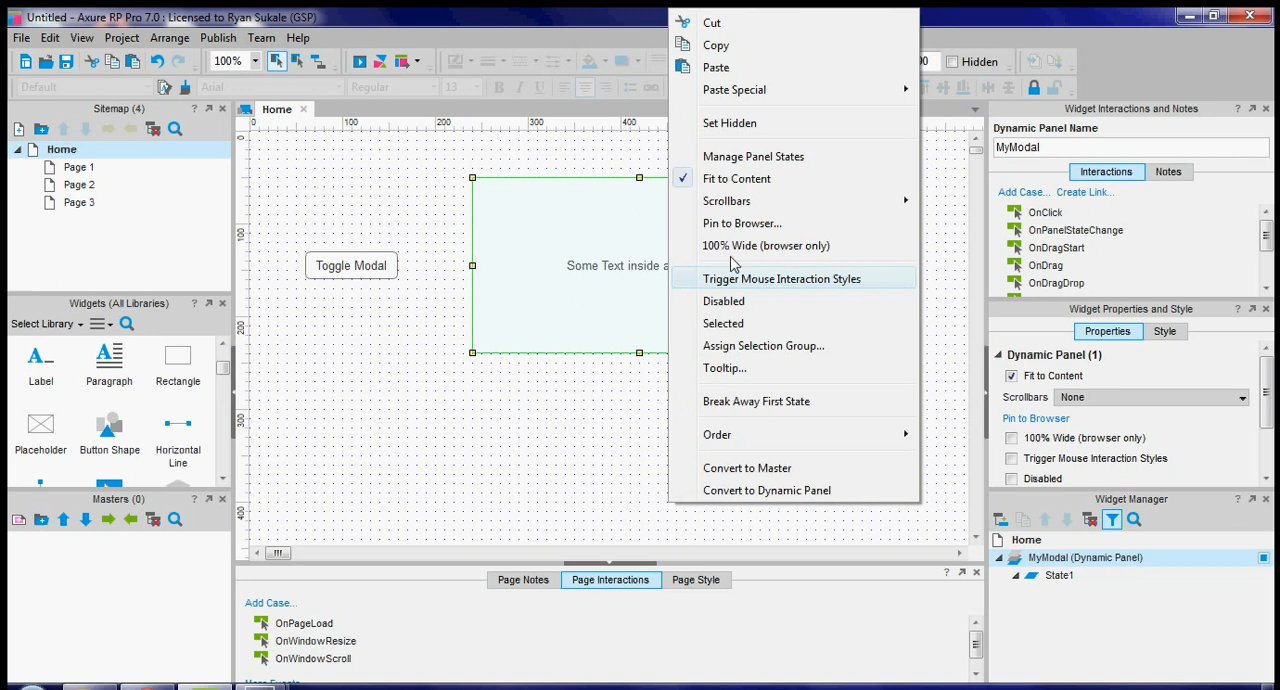 Untitled - Axure RP Pro 7.0 : Licensed to Ryan Sukale (GSP)
File Edit View Project Arrange Publish Team Help
100%
Hidden
Default Arial Regular 13 B I U
Sitemap (4)
Home
Page 1
Page 2
Page 3
Widgets (All Libraries)
Select Library
Label
Paragraph
Rectangle
Placeholder
Button Shape
Horizontal
Line
Masters (0)
Home
0 100 200 300 400
0
100
200
300
400
Toggle Modal
Some Text inside a
Cut
Copy
Paste
Paste Special
Set Hidden
Manage Panel States
Fit to Content
Scrollbars
Pin to Browser...
100% Wide (browser only)
Trigger Mouse Interaction Styles
Disabled
Selected
Assign Selection Group...
Tooltip...
Break Away First State
Order
Convert to Master
Convert to Dynamic Panel
Page Notes Page Interactions Page Style
Add Case...
OnPageLoad
OnWindowResize
OnWindowScroll
Widget Interactions and Notes
Dynamic Panel Name
MyModal
Interactions Notes
Add Case... Create Link...
OnClick
OnPanelStateChange
OnDragStart
OnDrag
OnDragDrop
Widget Properties and Style
Properties Style
Dynamic Panel (1)
Fit to Content
Scrollbars None
Pin to Browser
100% Wide (browser only)
Trigger Mouse Interaction Styles
Disabled
Widget Manager
Home
MyModal (Dynamic Panel)
State1